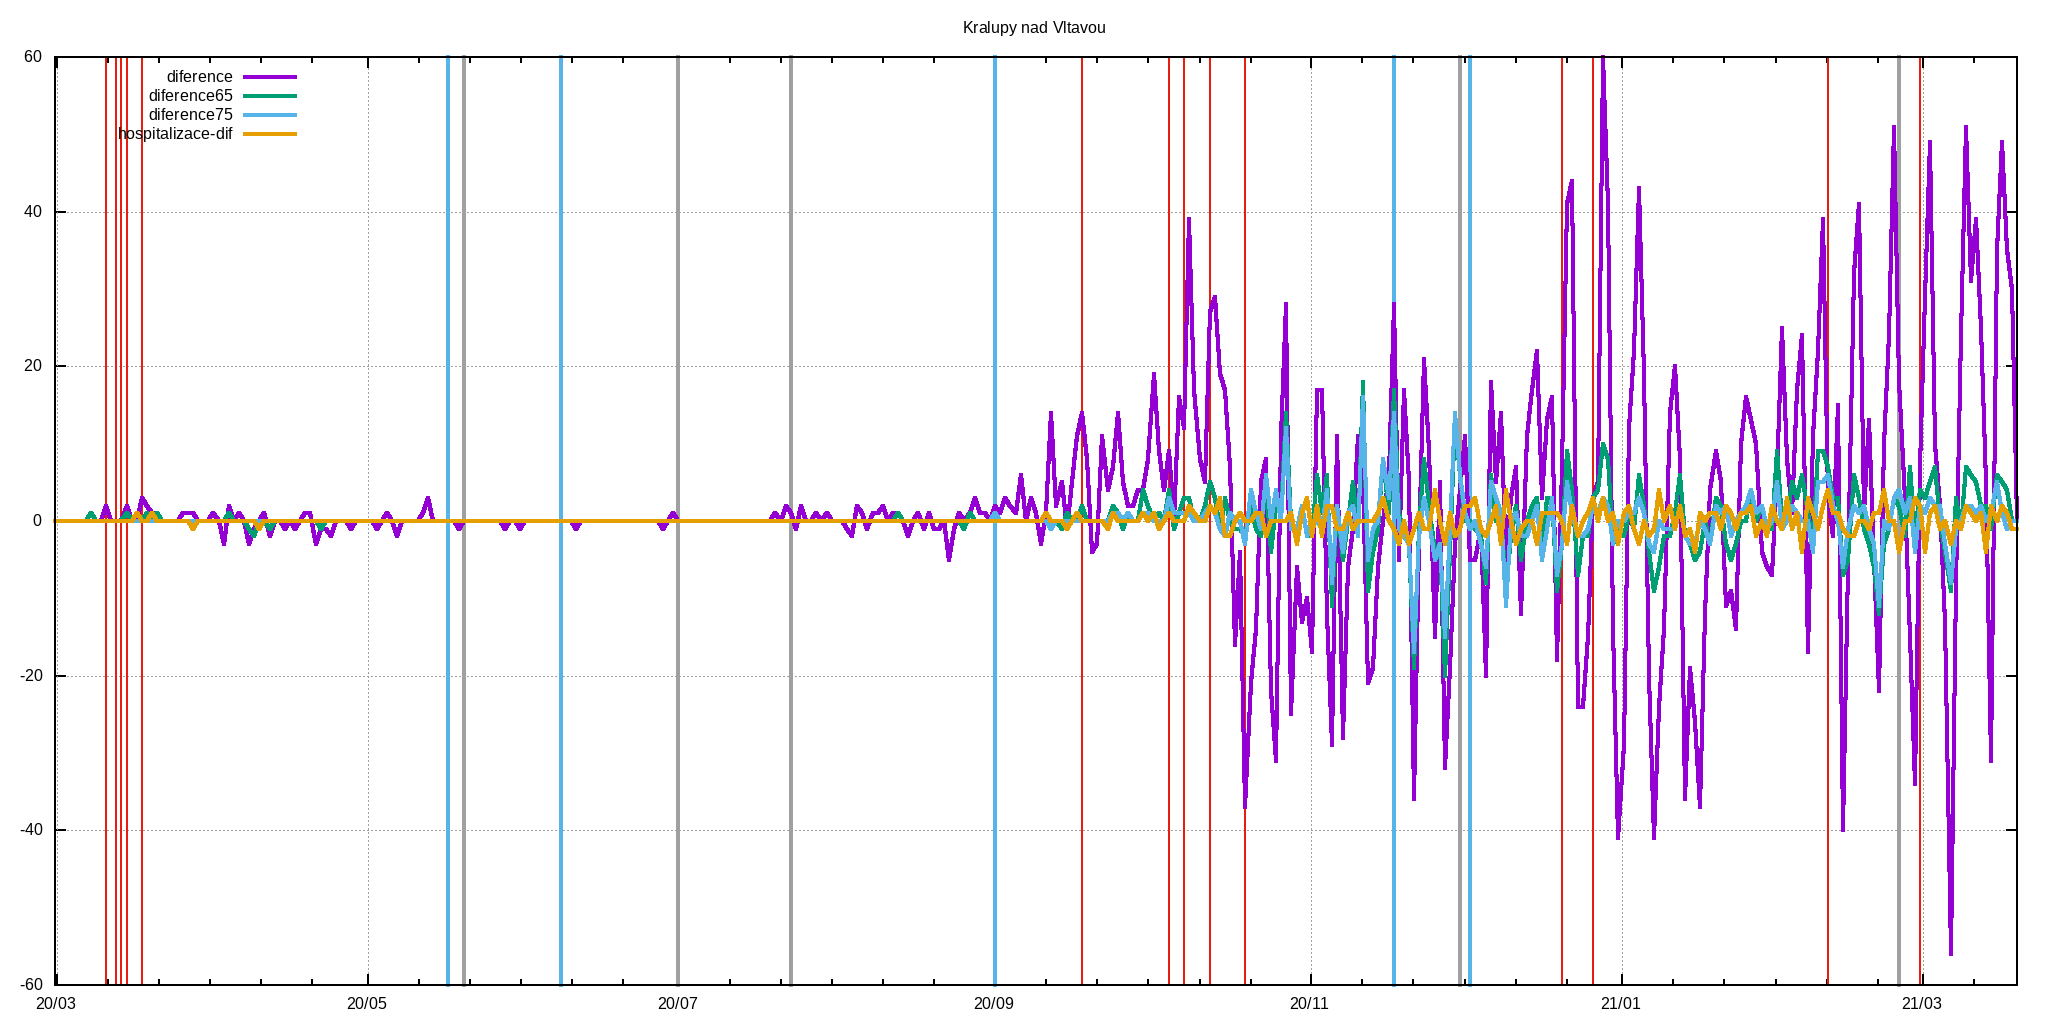 Kralupy nad Vltavou
60
diference
diference65
diference75
hospitalizace-dif
40
20
0
-20
-40
-60
20/03 20/05 20/07 20/09 20/11 21/01 21/03